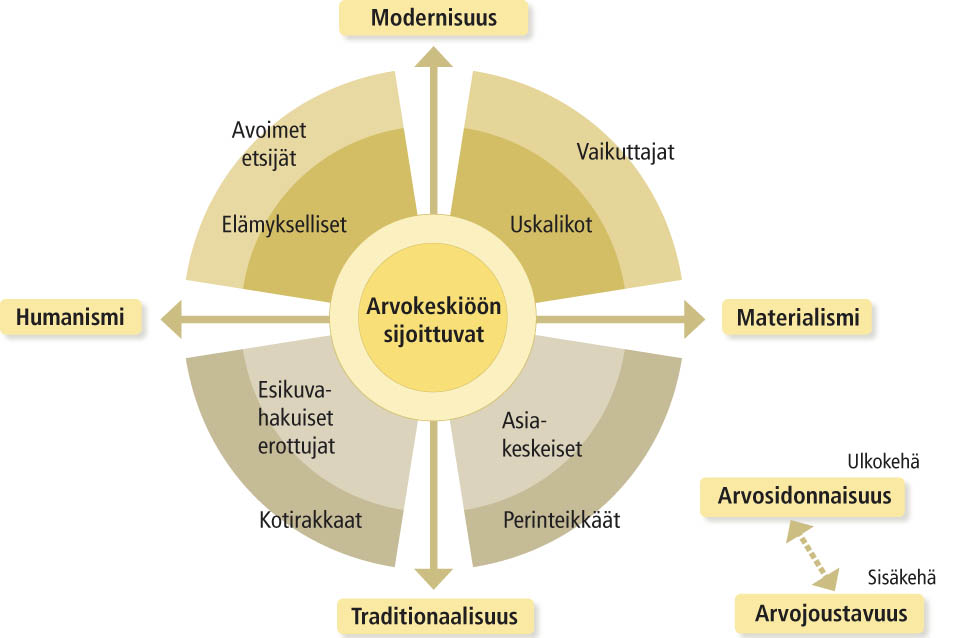 Modernisuus
Avoimet
etsijät
Vaikuttajat
Elämykselliset
Uskalikot
Humanismi
Arvokeskiöön
sijoittuvat
Materialismi
Esikuva-
hakuiset
erottujat
Asia-
keskeiset
Kotirakkaat
Perinteikkäät
Traditionaalisuus
Ulkokehä
Arvosidonnaisuus
Sisäkehä
Arvojoustavuus